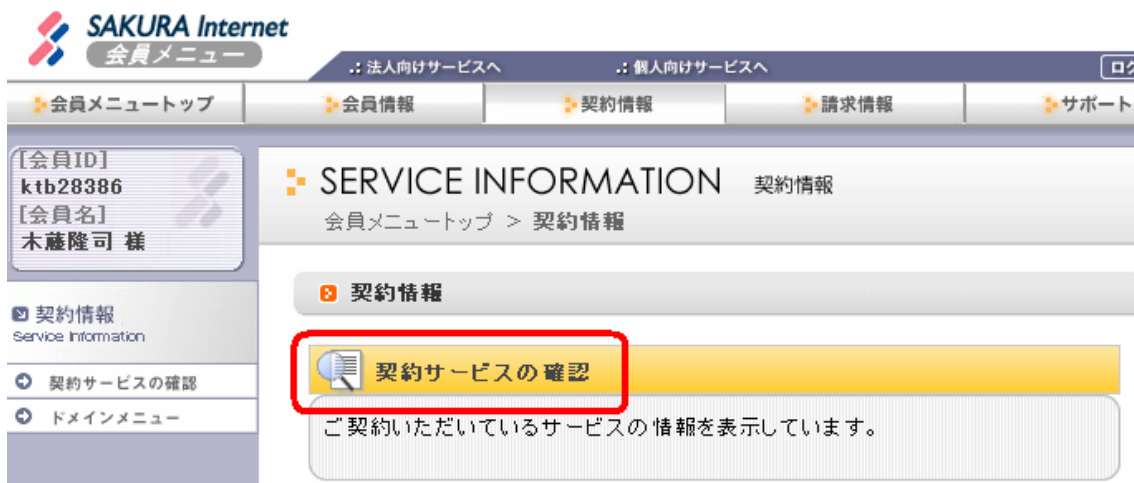 SAKURA Internet
会員メニュー
.: 法人向けサービスへ
.: 個人向けサービスへ
会員メニュートップ
会員情報
契約情報
請求情報
サポート
[会員ID]
ktb28386
[会員名]
木藤隆司 様
契約情報
Service Information
契約サービスの確認
ドメインメニュー
SERVICE INFORMATION 契約情報
会員メニュートップ > 契約情報
契約情報
契約サービスの確認
ご契約いただいているサービスの情報を表示しています。